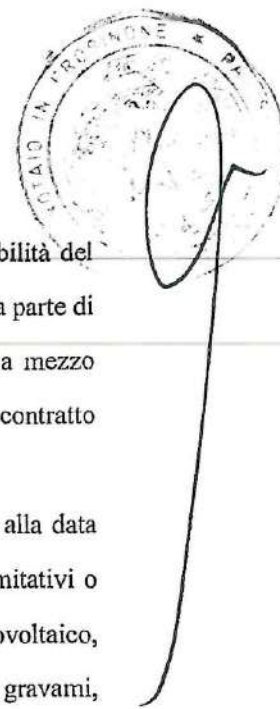 NOTAIO IN FROSINONE *
bilità del
a parte di
a mezzo
contratto
alla data
mitativi o
ovoltaico,
gravami,